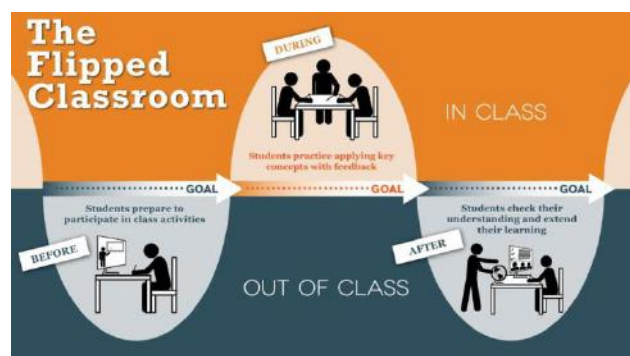 The
Flipped
Classroom
DURING
IN CLASS
Students practice applying key
concepts with feedback
GOAL
GOAL
GOAL
Students prepare to
participate in class activities
BEFORE
Students check their
understanding and extend
their learning
AFTER
OUT OF CLASS